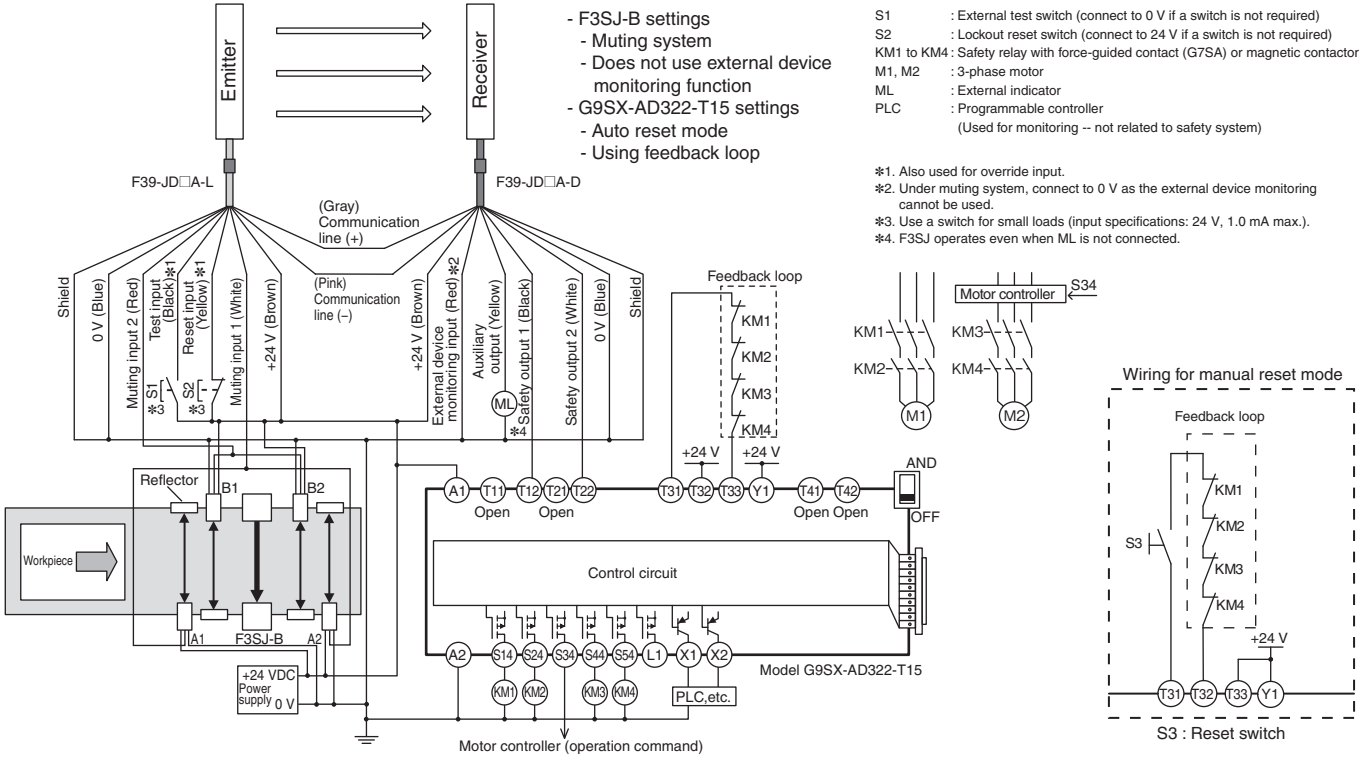 Emitter
Receiver
- F3SJ-B settings
- Muting system
- Does not use external device
monitoring function
- G9SX-AD322-T15 settings
- Auto reset mode
- Using feedback loop
S1 : External test switch (connect to 0 V if a switch is not required)
S2 : Lockout reset switch (connect to 24 V if a switch is not required)
KM1 to KM4 : Safety relay with force-guided contact (G7SA) or magnetic contactor
M1, M2 : 3-phase motor
ML : External indicator
PLC : Programmable controller
(Used for monitoring -- not related to safety system)
✻1. Also used for override input.
✻2. Under muting system, connect to 0 V as the external device monitoring
cannot be used.
✻3. Use a switch for small loads (input specifications: 24 V, 1.0 mA max.).
✻4. F3SJ operates even when ML is not connected.
F39-JD□A-L
F39-JD□A-D
(Gray)
Communication
line (+)
(Pink)
Communication
line (−)
Shield
0 V (Blue)
Muting input 2 (Red)
Test input
(Black)✻1
Reset input
(Yellow)✻1
Muting input 1 (White)
+24 V (Brown)
S1
✻3
S2
✻3
+24 V (Brown)
External device
monitoring input (Red)✻2
Auxiliary
output (Yellow)
Safety output 1 (Black)
Safety output 2 (White)
0 V (Blue)
Shield
ML
✻4
Feedback loop
KM1
KM2
KM3
KM4
+24 V
+24 V
Motor controller
S34
KM1
KM2
KM3
KM4
M1
M2
A1
T11
T12
T21
T22
T31
T32
T33
Y1
T41
T42
Open
Open
Open
Open
AND
OFF
Control circuit
A2
S14
S24
S34
S44
S54
L1
X1
X2
Model G9SX-AD322-T15
KM1
KM2
KM3
KM4
PLC,etc.
Motor controller (operation command)
Reflector
B1
B2
Workpiece
A1
F3SJ-B
A2
+24 VDC
Power
supply
0 V
Wiring for manual reset mode
Feedback loop
S3
KM1
KM2
KM3
KM4
+24 V
T31
T32
T33
Y1
S3 : Reset switch